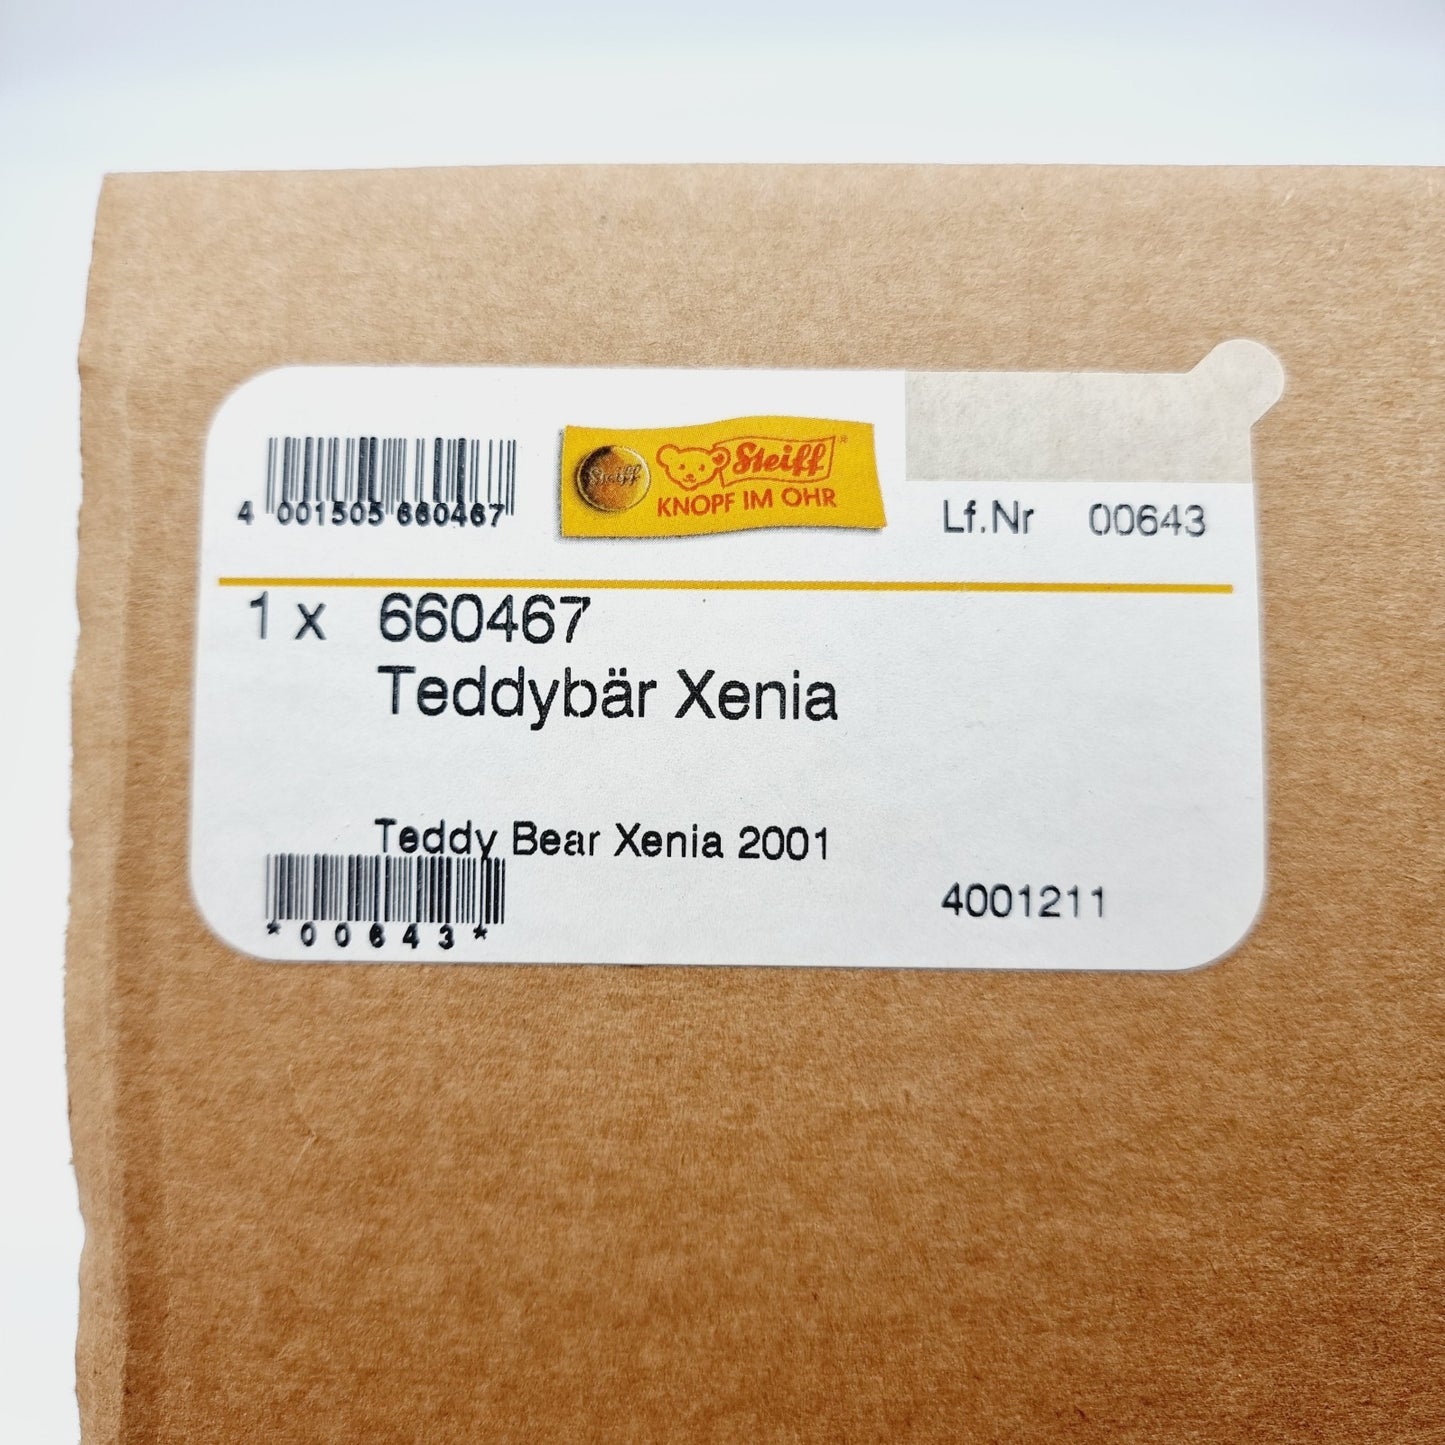 4 001505 660467
Steiff
Steiff®
KNOPF IM OHR
Lf.Nr 00643
1 x 660467
Teddybär Xenia
Teddy Bear Xenia 2001
*00643*
4001211